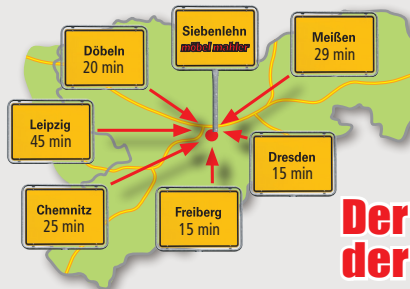 Siebenlehn
möbel mahler
Döbeln
20 min
Meißen
29 min
Leipzig
45 min
Dresden
15 min
Chemnitz
25 min
Freiberg
15 min
Der
der